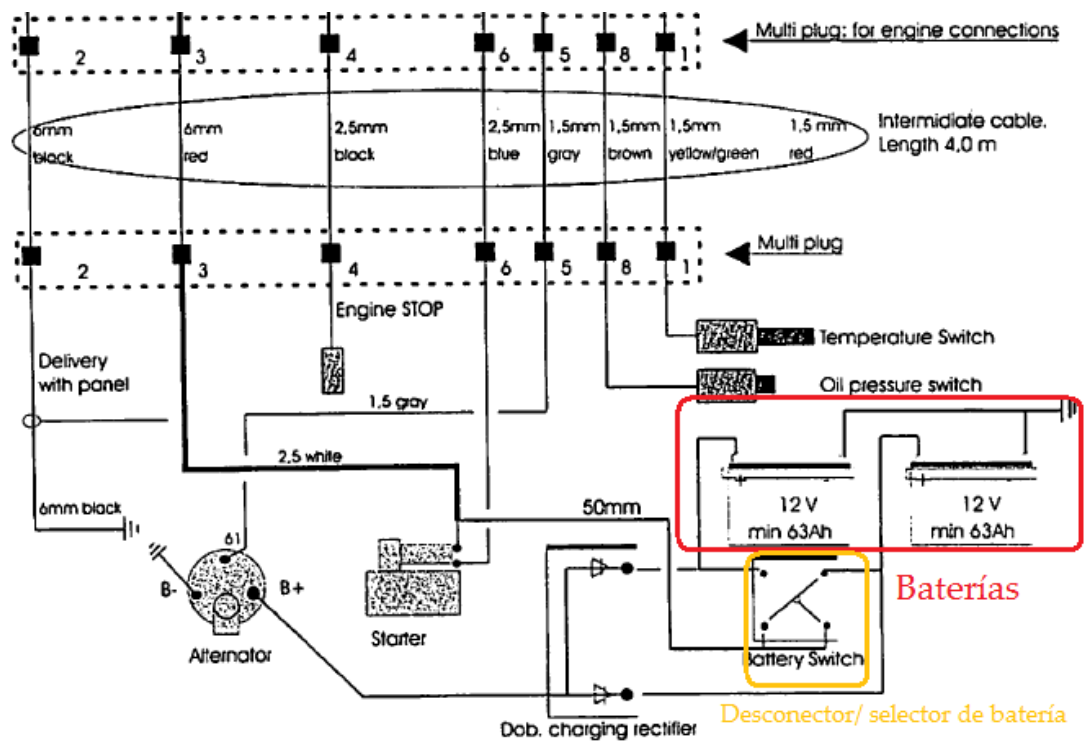 Multi plug: for engine connections
2 3 4 6 5 8 1
6mm 6mm 2,5mm 2,5mm 1,5mm 1,5mm 1,5mm 1,5 mm
black red black blue gray brown yellow/green red
Intermidiate cable.
Length 4,0 m
Multi plug
2 3 4 6 5 8 1
Engine STOP
Temperature Switch
Delivery
with panel
Oil pressure switch
1,5 gray
2,5 white
6mm black
50mm
12 V
min 63Ah
12 V
min 63Ah
61
B-
B+
Baterías
Starter
Alternator
Battery Switch
Desconector/ selector de batería
Dob. charging rectifier